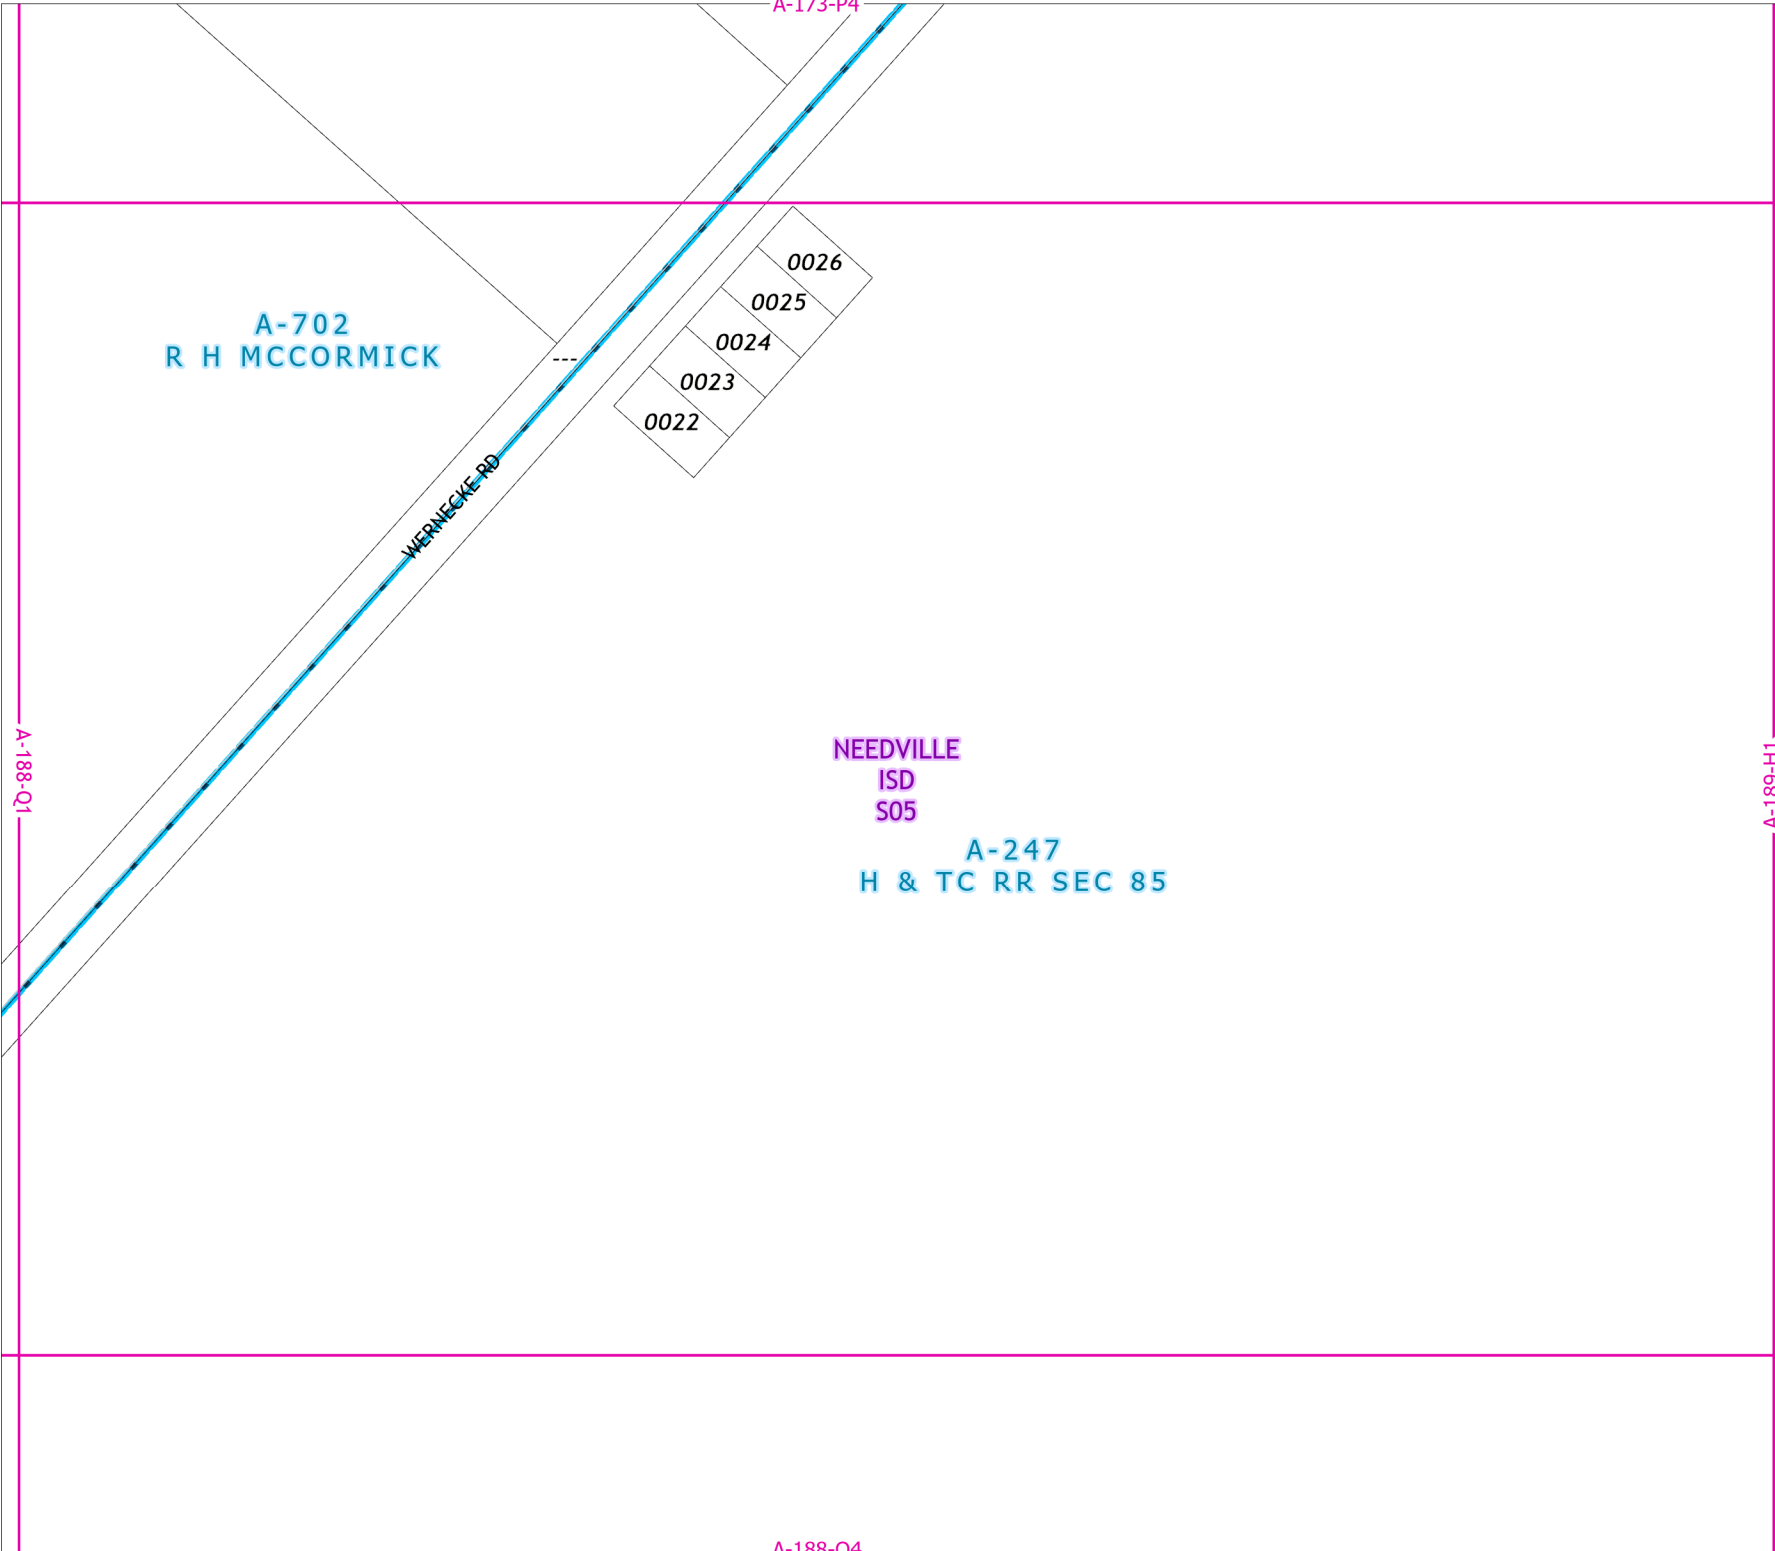 A-173-P4
0026
0025
A-702
R H MCCORMICK
0024
---
0023
0022
WERNECKE RD
A-188-Q1
NEEDVILLE
ISD
S05
A-189-H1
A-247
H & TC RR SEC 85
A-188-Q4